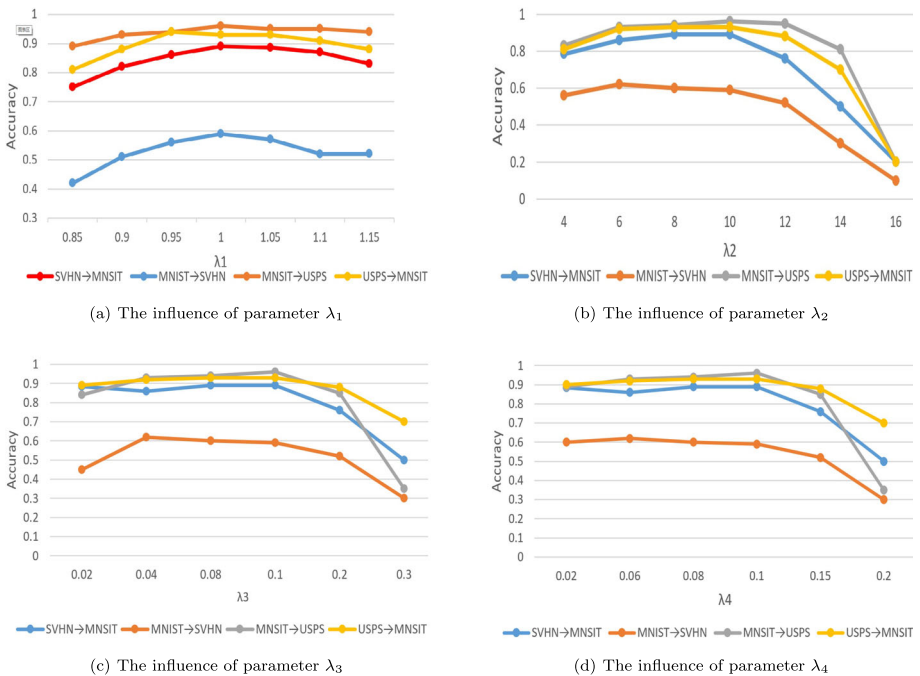 1
0.9
0.8
0.7
0.6
0.5
0.4
0.3
Accuracy
0.85 0.9 0.95 1 1.05 1.1 1.15
λ1
SVHN→MNSIT MNIST→SVHN MNSIT→USPS USPS→MNSIT
(a) The influence of parameter λ1
1
0.8
0.6
0.4
0.2
0
Accuracy
4 6 8 10 12 14 16
λ2
SVHN→MNSIT MNIST→SVHN MNSIT→USPS USPS→MNSIT
(b) The influence of parameter λ2
1
0.9
0.8
0.7
0.6
0.5
0.4
0.3
0.2
0.1
0
Accuracy
0.02 0.04 0.08 0.1 0.2 0.3
λ3
SVHN→MNSIT MNIST→SVHN MNSIT→USPS USPS→MNSIT
(c) The influence of parameter λ3
1
0.9
0.8
0.7
0.6
0.5
0.4
0.3
0.2
0.1
0
Accuracy
0.02 0.06 0.08 0.1 0.15 0.2
λ4
SVHN→MNSIT MNIST→SVHN MNSIT→USPS USPS→MNSIT
(d) The influence of parameter λ4